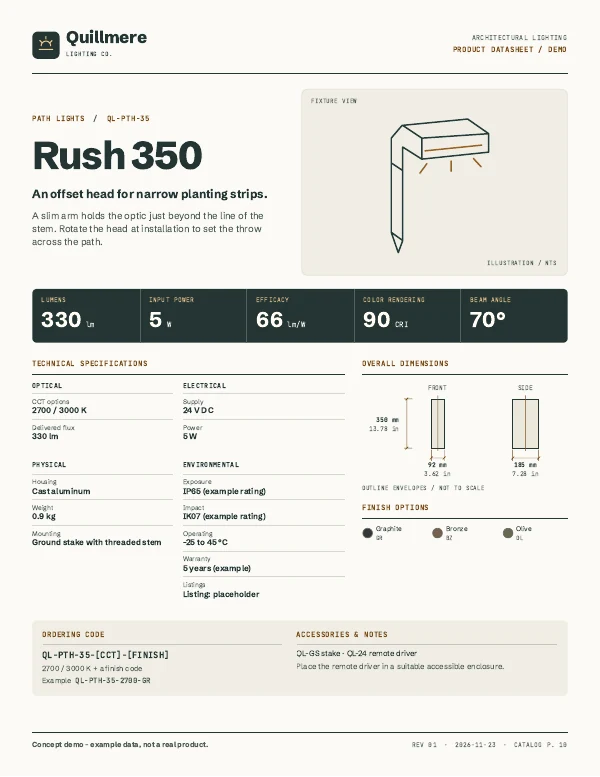 Quillmere
LIGHTING CO.
ARCHITECTURAL LIGHTING
PRODUCT DATASHEET / DEMO
PATH LIGHTS / QL-PTH-35
Rush 350
An offset head for narrow planting strips.
A slim arm holds the optic just beyond the line of the
stem. Rotate the head at installation to set the throw
across the path.
FIXTURE VIEW
ILLUSTRATION / NTS
LUMENS
330 lm
INPUT POWER
5 W
EFFICACY
66 lm/W
COLOR RENDERING
90 CRI
BEAM ANGLE
70°
TECHNICAL SPECIFICATIONS
OPTICAL
CCT options
2700 / 3000 K
Delivered flux
330 lm
ELECTRICAL
Supply
24 V DC
Power
5 W
PHYSICAL
Housing
Cast aluminum
Weight
0.9 kg
Mounting
Ground stake with threaded stem
ENVIRONMENTAL
Exposure
IP65 (example rating)
Impact
IK07 (example rating)
Operating
-25 to 45 °C
Warranty
5 years (example)
Listings
Listing: placeholder
OVERALL DIMENSIONS
FRONT
SIDE
350 mm
13.78 in
92 mm
3.62 in
185 mm
7.28 in
OUTLINE ENVELOPES / NOT TO SCALE
FINISH OPTIONS
Graphite
GR
Bronze
BZ
Olive
OL
ORDERING CODE
QL-PTH-35-[CCT]-[FINISH]
2700 / 3000 K + a finish code
Example QL-PTH-35-2700-GR
ACCESSORIES & NOTES
QL-GS stake · QL-24 remote driver
Place the remote driver in a suitable accessible enclosure.
Concept demo - example data, not a real product.
REV 01 · 2026-11-23 · CATALOG P. 10